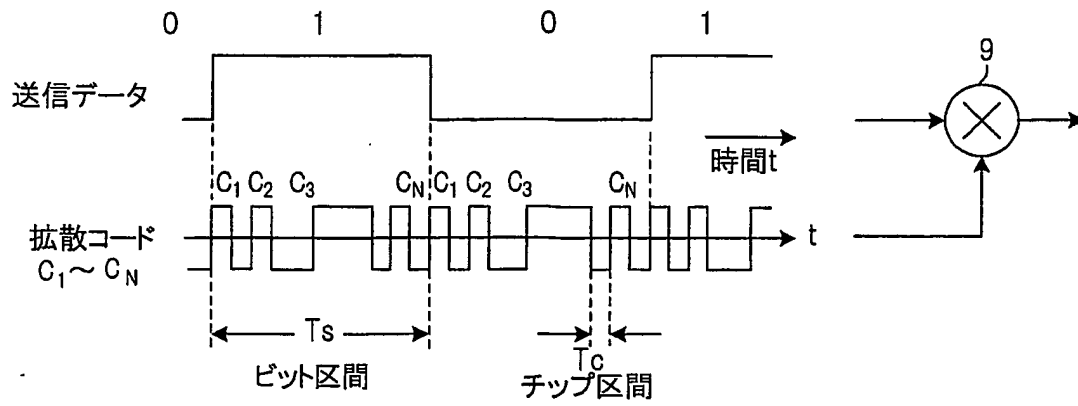 0 1 0 1
送信データ
9
時間t
C1 C2 C3 CN C1 C2 C3 CN
拡散コード
C1～CN
t
Ts
Tc
ビット区間
チップ区間